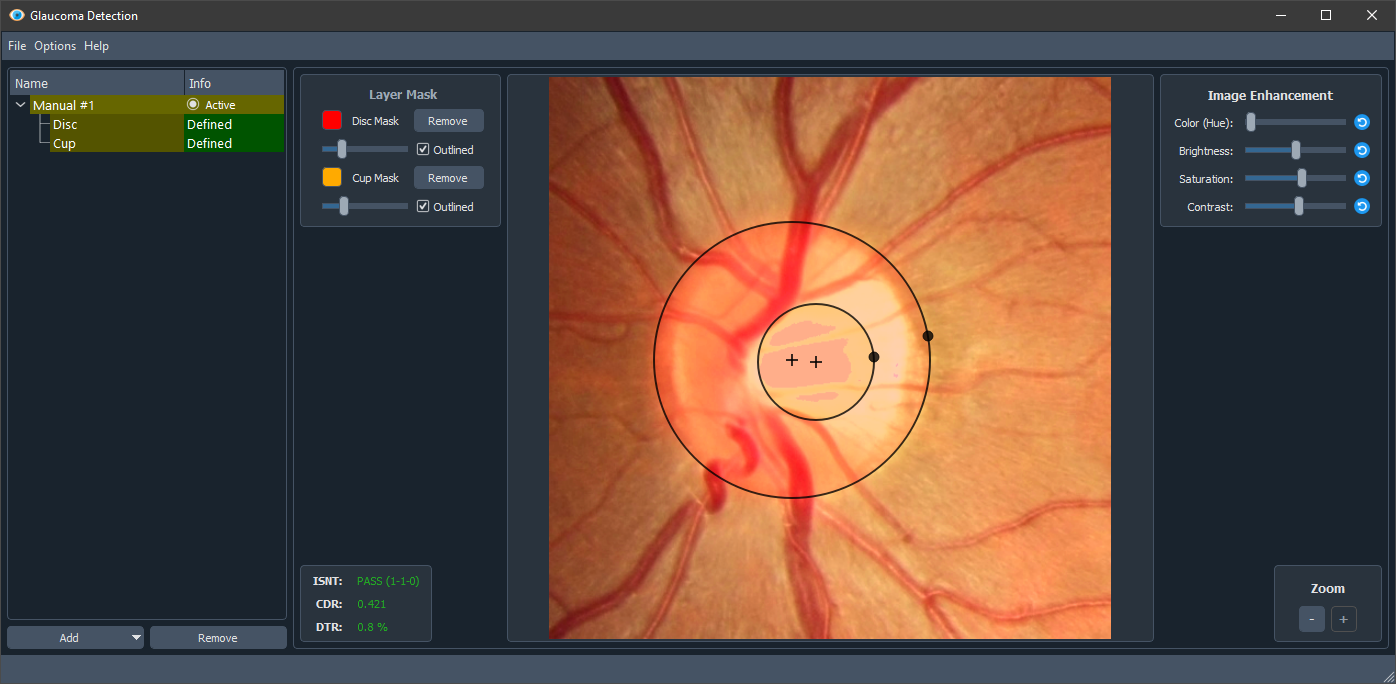 Glaucoma Detection
File Options Help
Name Info
Manual #1 Active
Disc Defined
Cup Defined
Add
Remove
Layer Mask
Disc Mask Remove
Outlined
Cup Mask Remove
Outlined
ISNT: PASS (1-1-0)
CDR: 0.421
DTR: 0.8 %
Image Enhancement
Color (Hue):
Brightness:
Saturation:
Contrast:
Zoom
- +